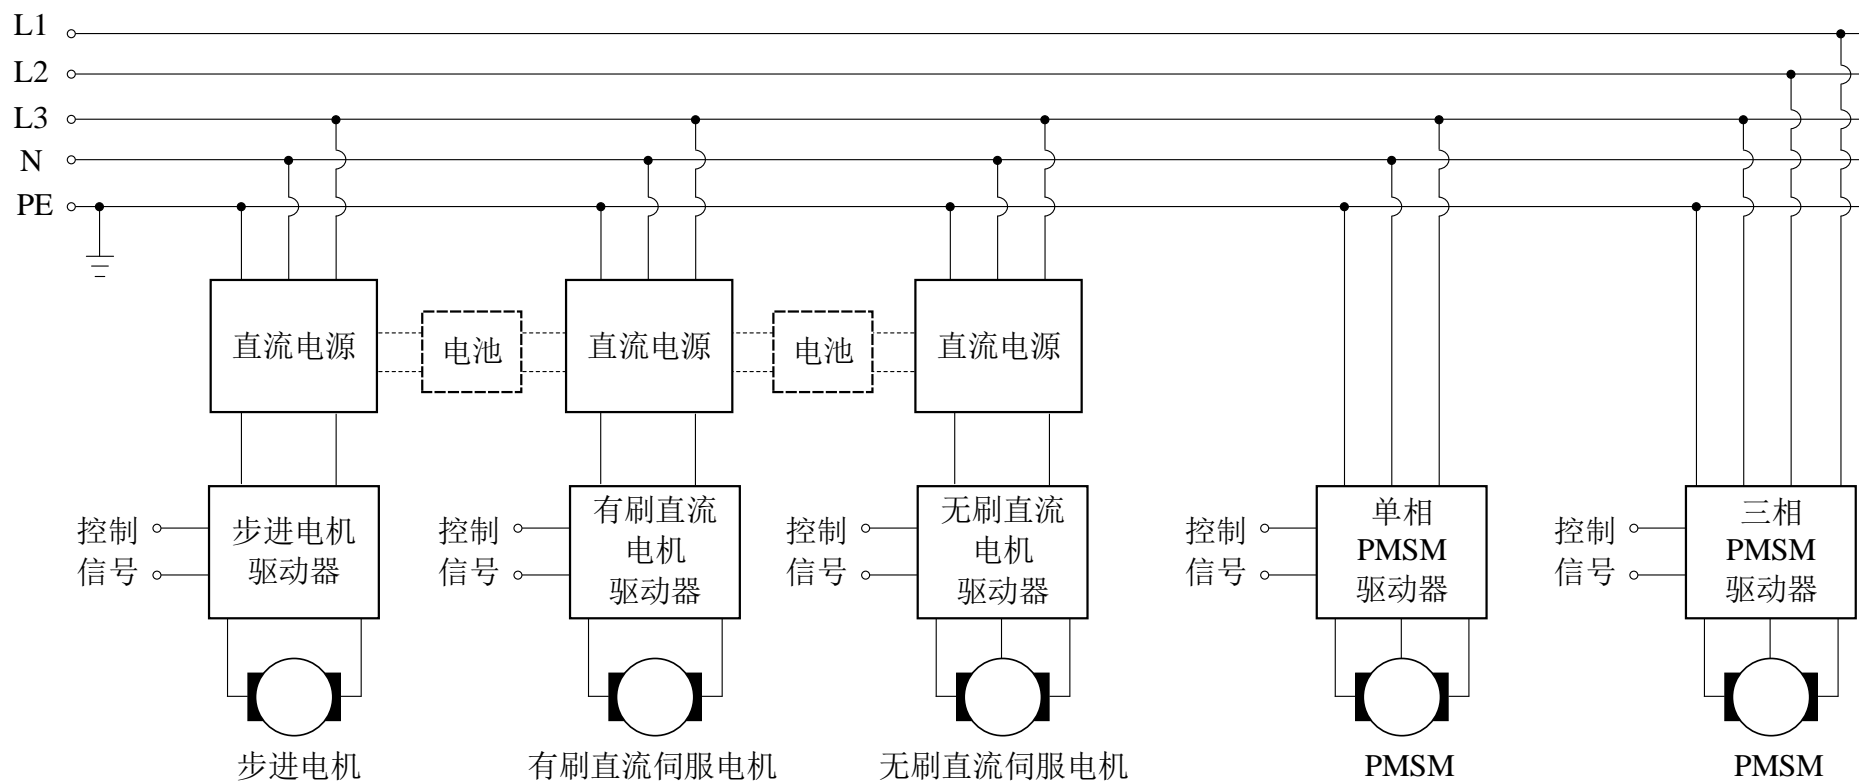 L1
L2
L3
N
PE
直流电源
电池
直流电源
电池
直流电源
控制
信号
步进电机
驱动器
控制
信号
有刷直流
电机
驱动器
控制
信号
无刷直流
电机
驱动器
控制
信号
单相
PMSM
驱动器
控制
信号
三相
PMSM
驱动器
步进电机
有刷直流伺服电机
无刷直流伺服电机
PMSM
PMSM